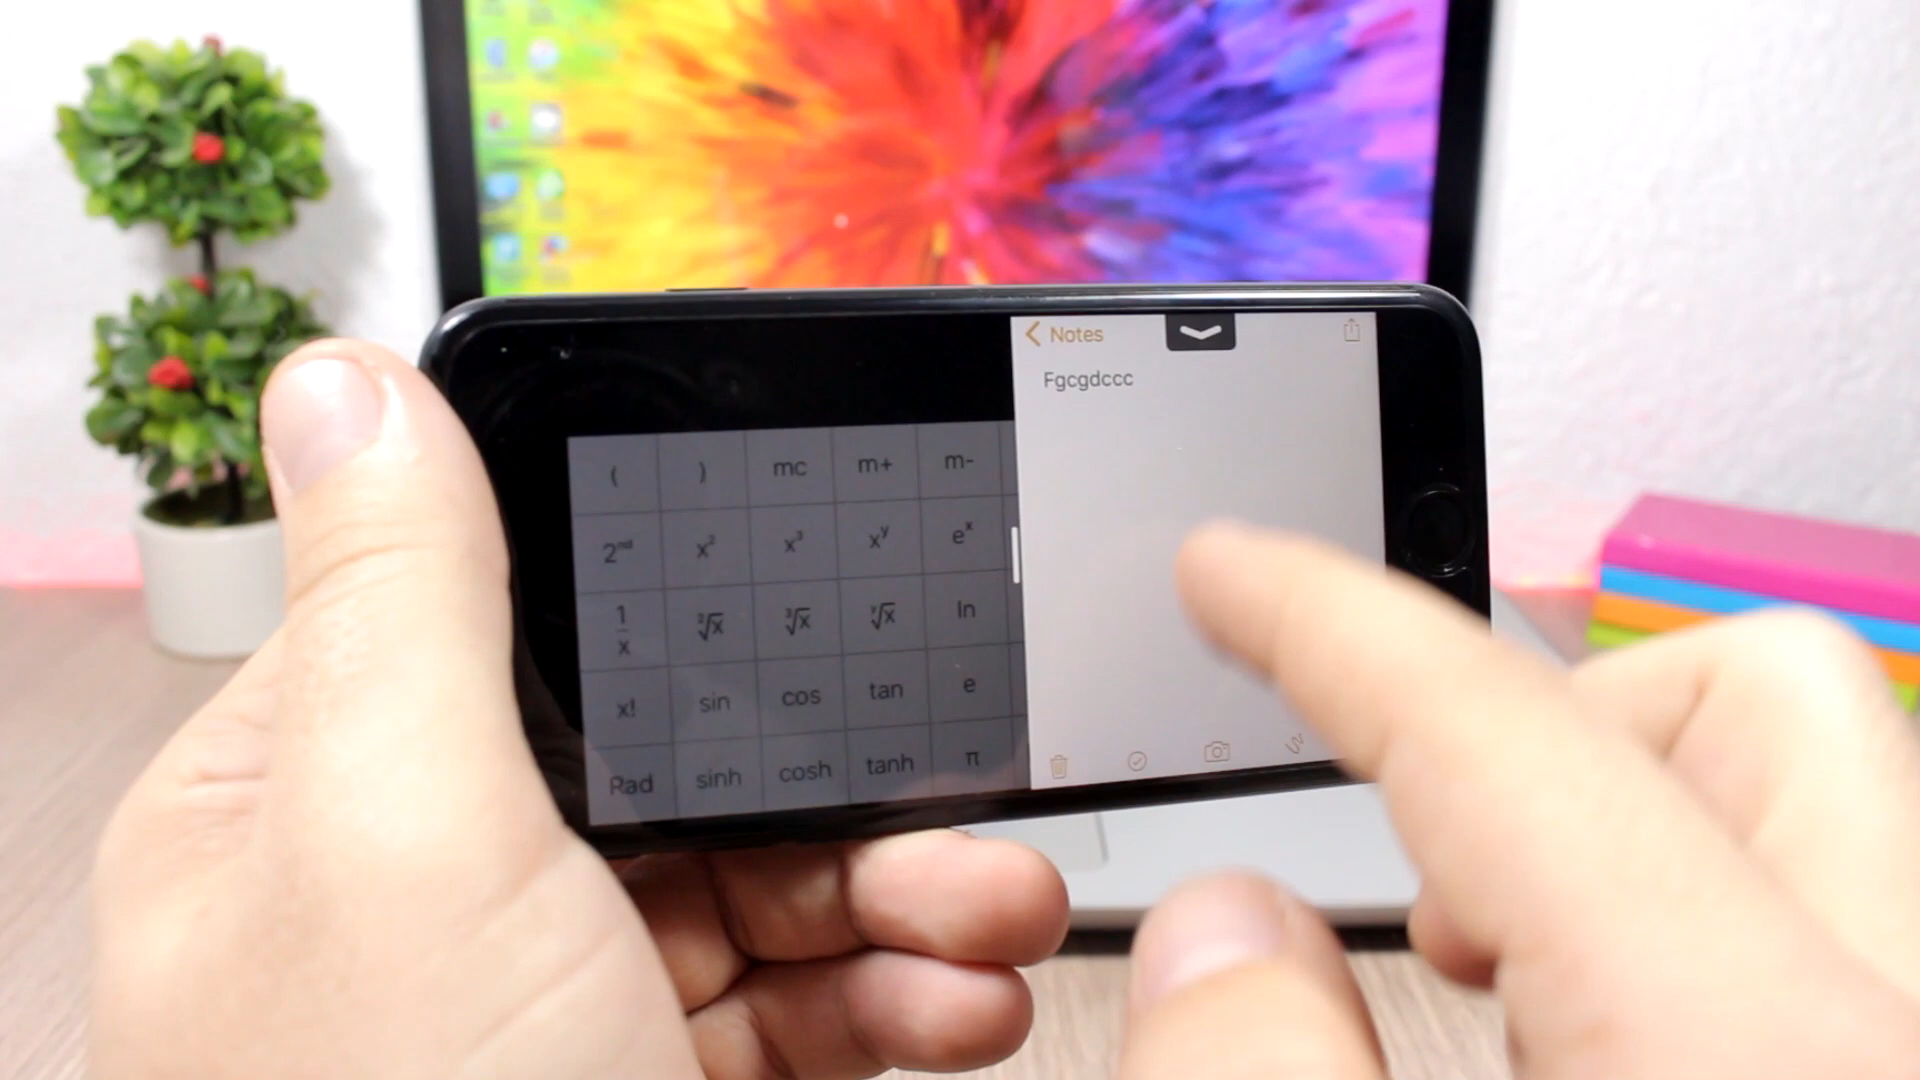 Notes
Fgcgdccc
( ) mc m+ m-
2ⁿᵈ x² x³ xʸ eˣ
1/x ²√x ³√x ʸ√x ln
x! sin cos tan e
Rad sinh cosh tanh π